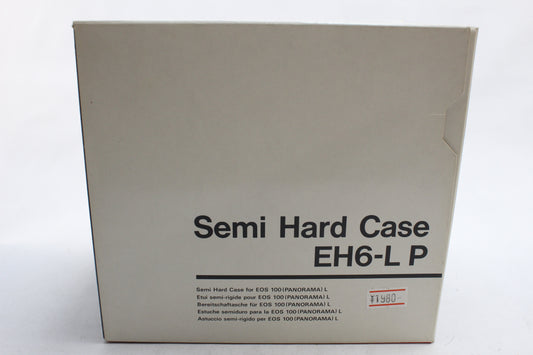 Semi Hard Case
EH6-L P
Semi Hard Case for EOS 100 (PANORAMA) L
Etui semi-rigide pour EOS 100 (PANORAMA) L
Bereitschaftasche für EOS 100 (PANORAMA) L
Estuche semiduro para la EOS 100 (PANORAMA) L
Astuccio semi-rigido per EOS 100 (PANORAMA) L
¥1980